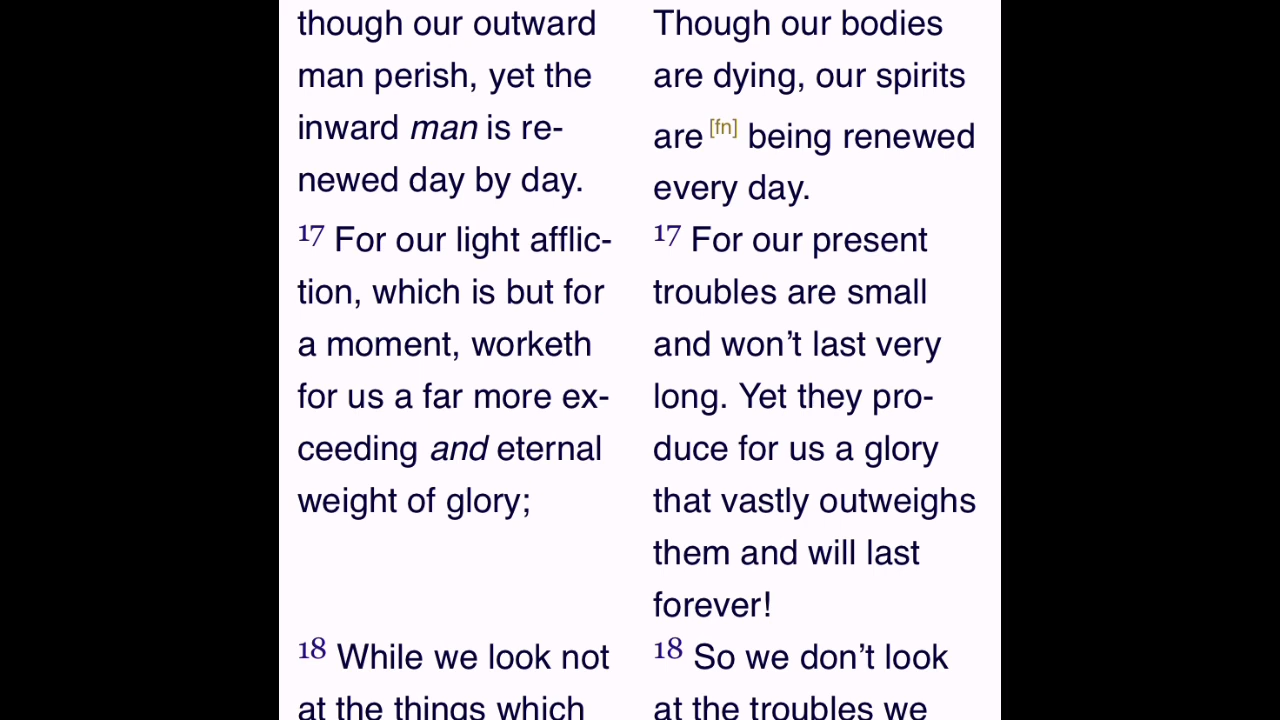 though our outward
man perish, yet the
inward man is re-
newed day by day.
17 For our light afflic-
tion, which is but for
a moment, worketh
for us a far more ex-
ceeding and eternal
weight of glory;
18 While we look not
at the things which
Though our bodies
are dying, our spirits
are [fn] being renewed
every day.
17 For our present
troubles are small
and won’t last very
long. Yet they pro-
duce for us a glory
that vastly outweighs
them and will last
forever!
18 So we don’t look
at the troubles we